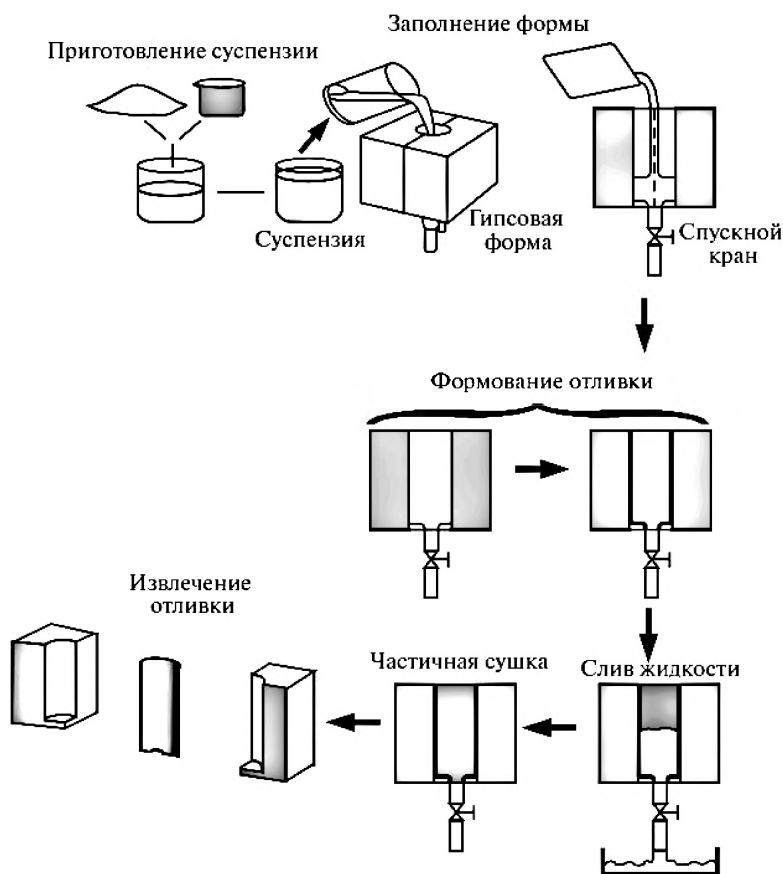 Заполнение формы
Приготовление суспензии
Суспензия
Гипсовая
форма
Спускной
кран
Формование отливки
Извлечение
отливки
Частичная сушка
Слив жидкости